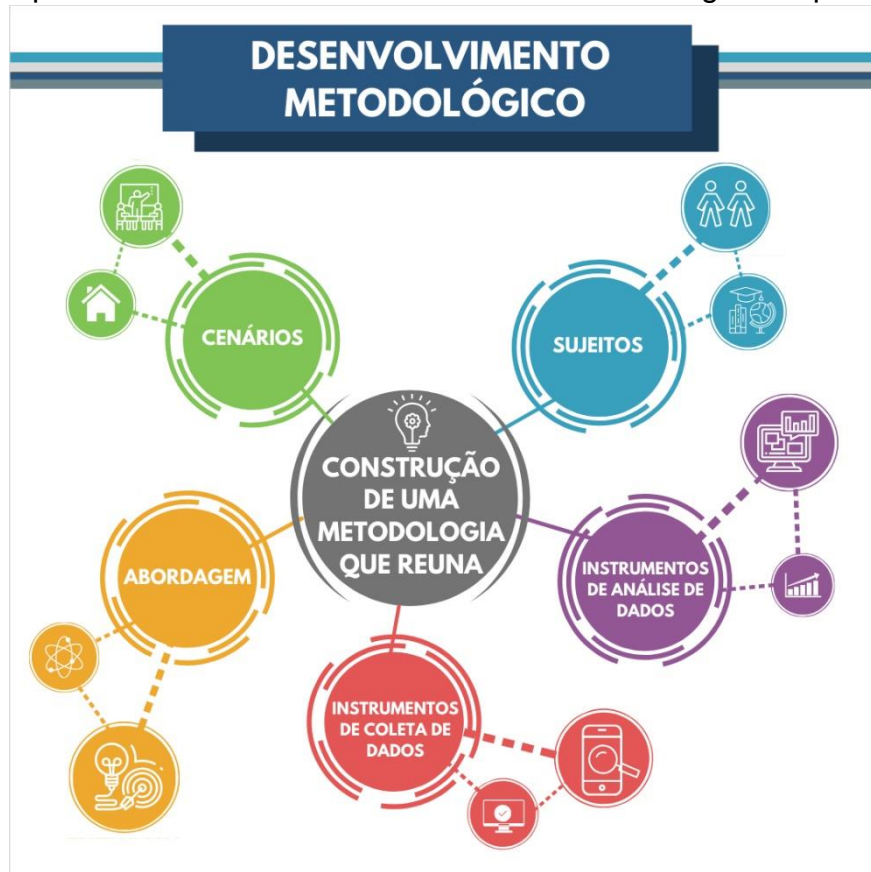 DESENVOLVIMENTO
METODOLÓGICO
CENÁRIOS
SUJEITOS
CONSTRUÇÃO
DE UMA
METODOLOGIA
QUE REUNA
ABORDAGEM
INSTRUMENTOS
DE ANÁLISE DE
DADOS
INSTRUMENTOS
DE COLETA DE
DADOS